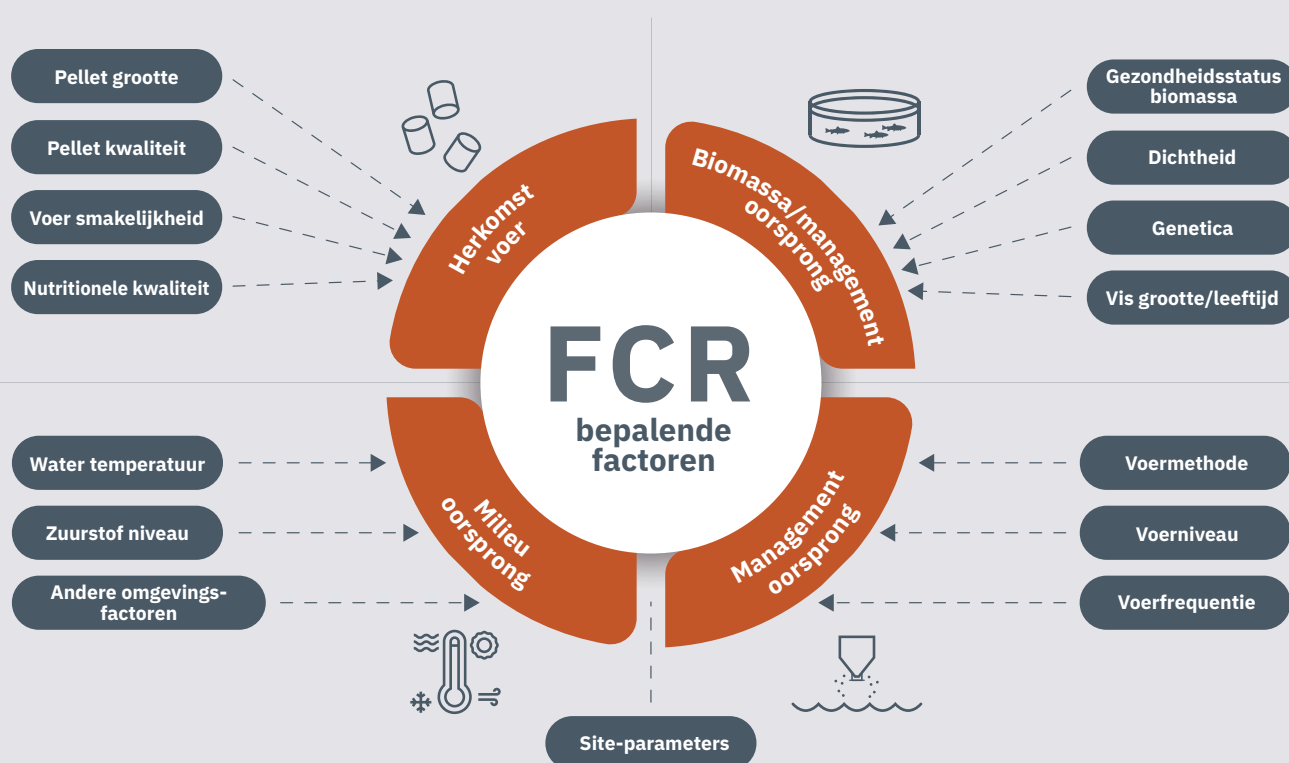 Pellet grootte
Pellet kwaliteit
Voer smakelijkheid
Nutritionele kwaliteit
Herkomst
voer
Biomassa/management
oorsprong
Gezondheidsstatus
biomassa
Dichtheid
Genetica
Vis grootte/leeftijd
FCR
bepalende
factoren
Water temperatuur
Zuurstof niveau
Andere omgevings-
factoren
Milieu
oorsprong
Management
oorsprong
Voermethode
Voerniveau
Voerfrequentie
Site-parameters